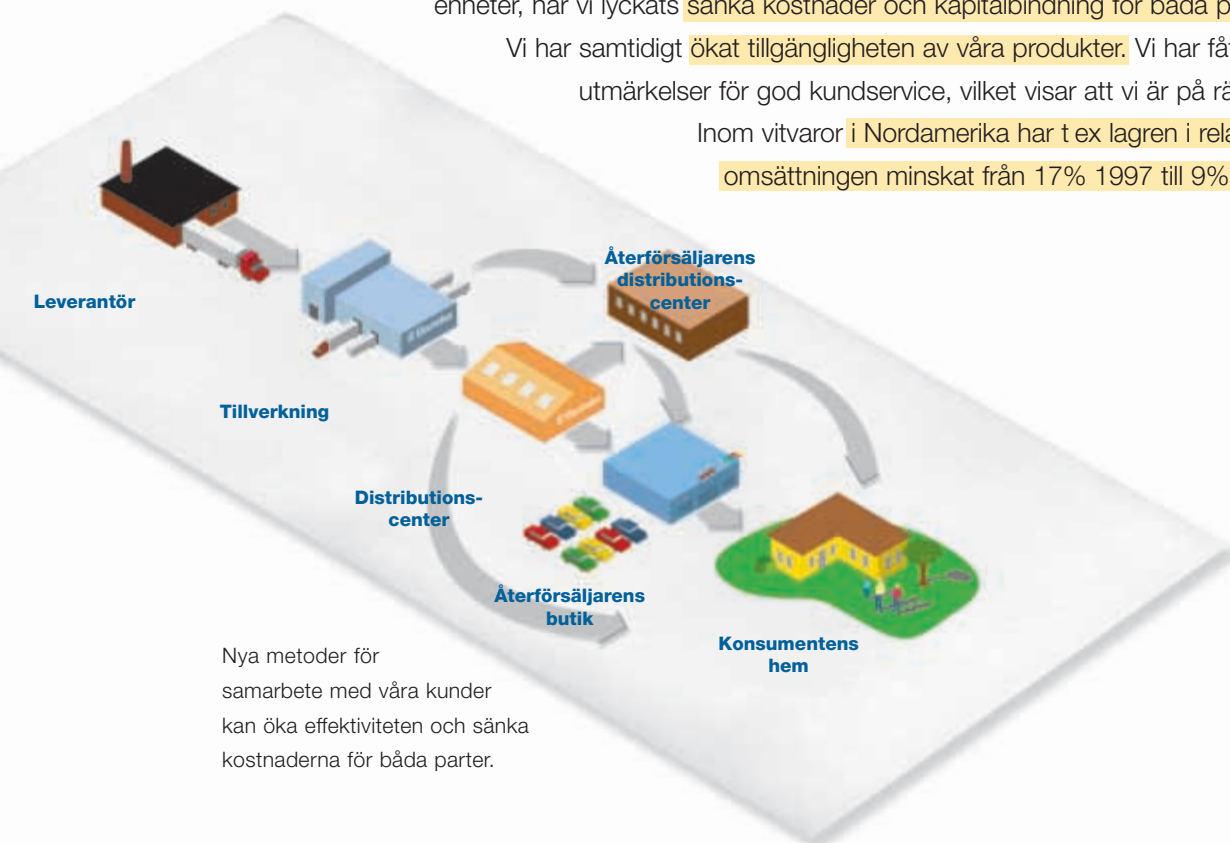 enheter, har vi lyckats sänka kostnader och kapitalbindning för båda
Vi har samtidigt ökat tillgängligheten av våra produkter. Vi har
utmärkelser för god kundservice, vilket visar att vi är på
Inom vitvaror i Nordamerika har t ex lagren i
omsättningen minskat från 17% 1997 till 9%
Återförsäljarens
distributions-
center
Leverantör
Tillverkning
Distributions-
center
Återförsäljarens
butik
Konsumentens
hem
Nya metoder för
samarbete med våra kunder
kan öka effektiviteten och sänka
kostnaderna för båda parter.